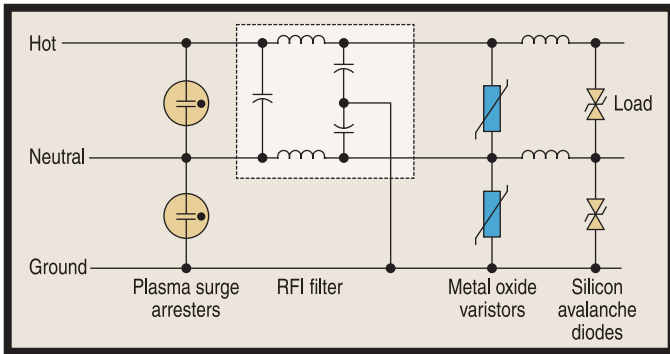 Hot
Load
Neutral
Ground
Plasma surge
arresters
RFI filter
Metal oxide
varistors
Silicon
avalanche
diodes